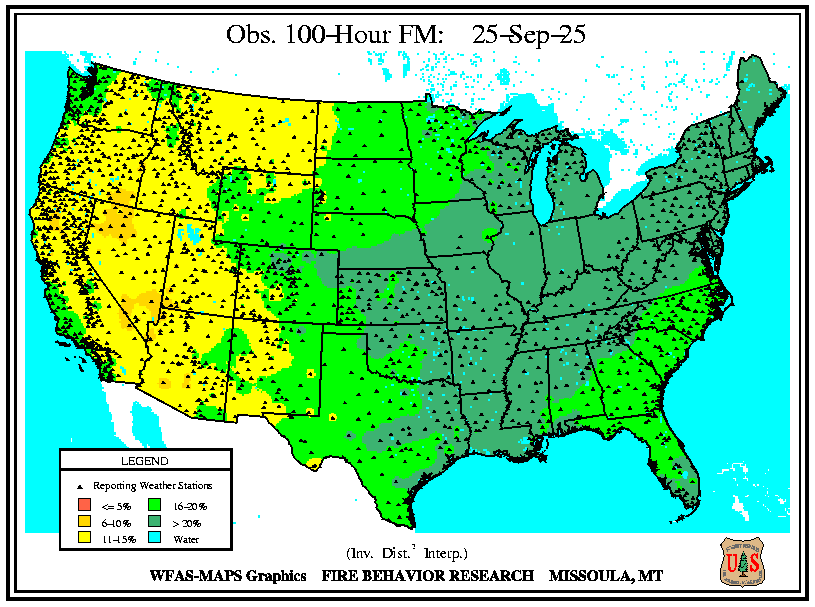 Obs. 100-Hour FM: 25-Sep-25
LEGEND
Reporting Weather Stations
<= 5% 16-20%
6-10% > 20%
11-15% Water
(Inv. Dist.² Interp.)
WFAS-MAPS Graphics FIRE BEHAVIOR RESEARCH MISSOULA, MT
U S